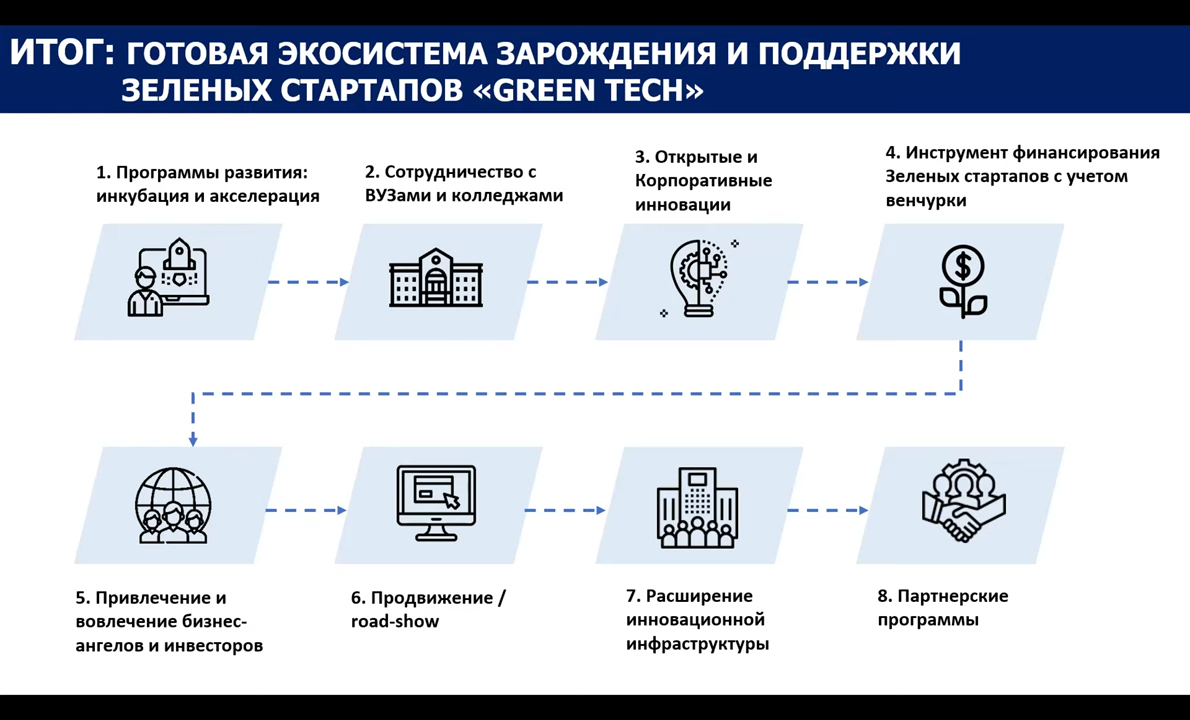 ИТОГ: ГОТОВАЯ ЭКОСИСТЕМА ЗАРОЖДЕНИЯ И ПОДДЕРЖКИ
ЗЕЛЕНЫХ СТАРТАПОВ «GREEN TECH»
1. Программы развития:
инкубация и акселерация
2. Сотрудничество с
ВУЗами и колледжами
3. Открытые и
Корпоративные
инновации
4. Инструмент финансирования
Зеленых стартапов с учетом
венчурки
5. Привлечение и
вовлечение бизнес-
ангелов и инвесторов
6. Продвижение /
road-show
7. Расширение
инновационной
инфраструктуры
8. Партнерские
программы